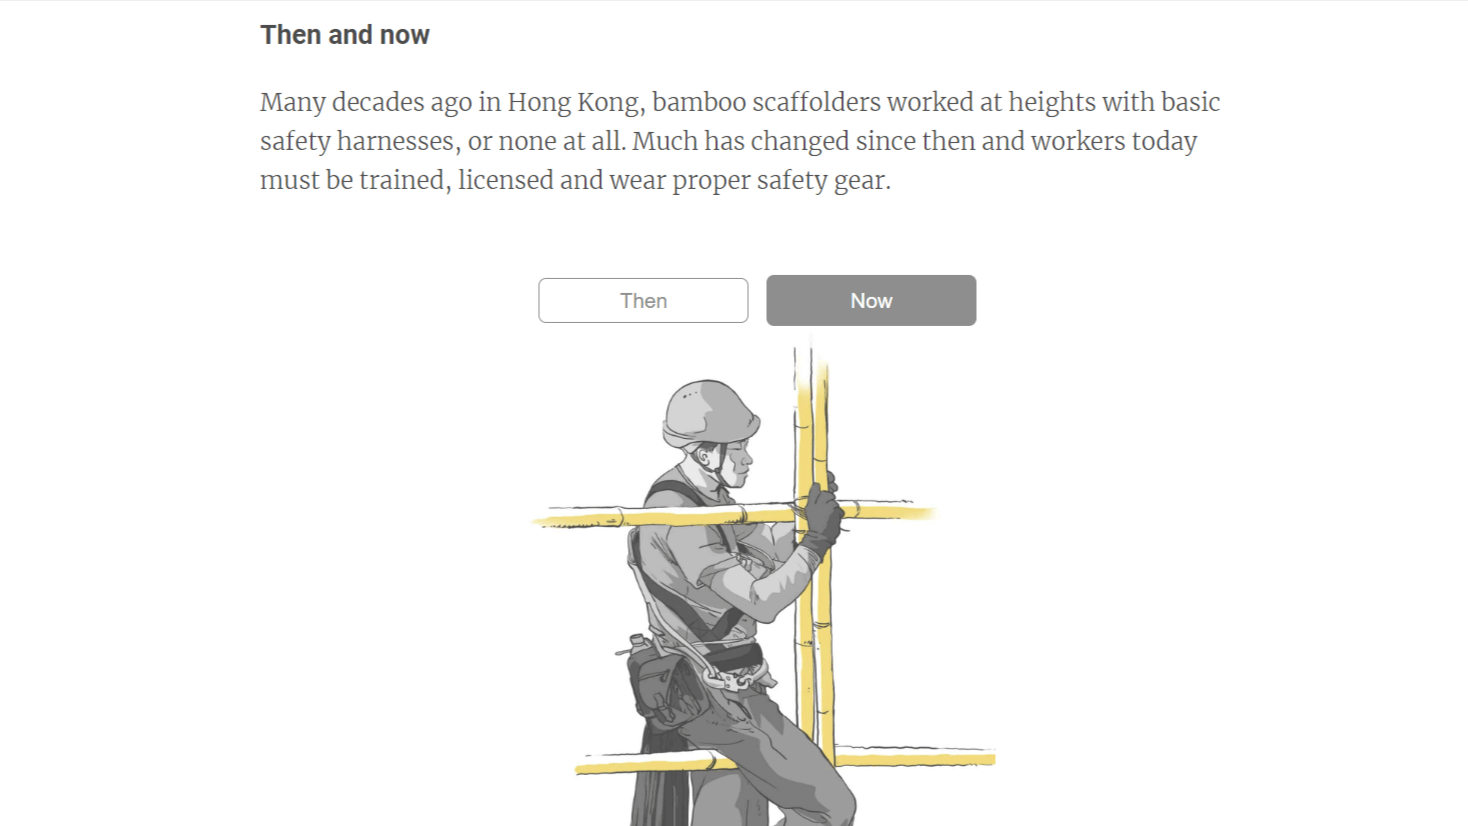 Then and now
Many decades ago in Hong Kong, bamboo scaffolders worked at heights with basic
safety harnesses, or none at all. Much has changed since then and workers today
must be trained, licensed and wear proper safety gear.
Then
Now